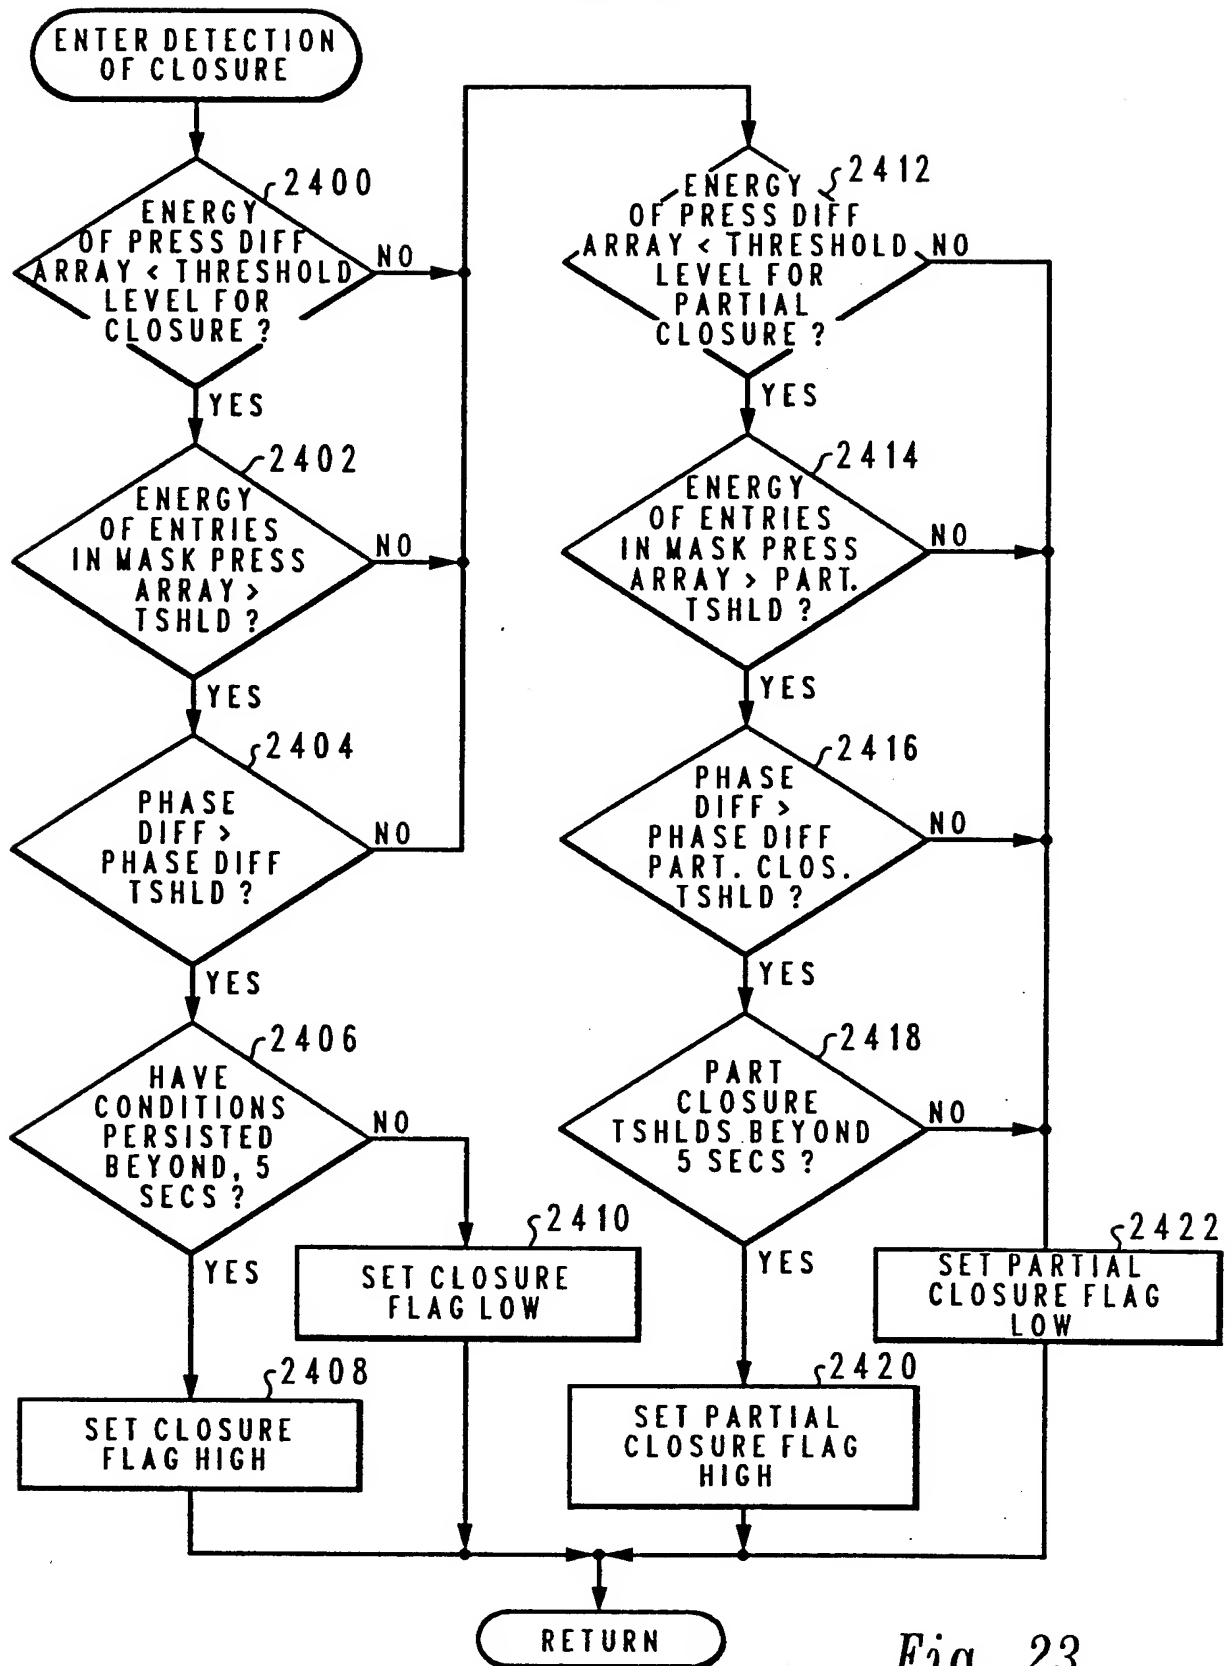 ENTER DETECTION
OF CLOSURE
2400
ENERGY
OF PRESS DIFF
ARRAY < THRESHOLD
LEVEL FOR
CLOSURE ?
NO
YES
2402
ENERGY
OF ENTRIES
IN MASK PRESS
ARRAY >
TSHLD ?
NO
YES
2404
PHASE
DIFF >
PHASE DIFF
TSHLD ?
NO
YES
2406
HAVE
CONDITIONS
PERSISTED
BEYOND, 5
SECS ?
NO
YES
2410
SET CLOSURE
FLAG LOW
2408
SET CLOSURE
FLAG HIGH
2412
ENERGY
OF PRESS DIFF
ARRAY < THRESHOLD
LEVEL FOR
PARTIAL
CLOSURE ?
NO
YES
2414
ENERGY
OF ENTRIES
IN MASK PRESS
ARRAY > PART.
TSHLD ?
NO
YES
2416
PHASE
DIFF >
PHASE DIFF
PART. CLOS.
TSHLD ?
NO
YES
2418
PART
CLOSURE
TSHLDS BEYOND
5 SECS ?
NO
YES
2422
SET PARTIAL
CLOSURE FLAG
LOW
2420
SET PARTIAL
CLOSURE FLAG
HIGH
RETURN
Fig. 23